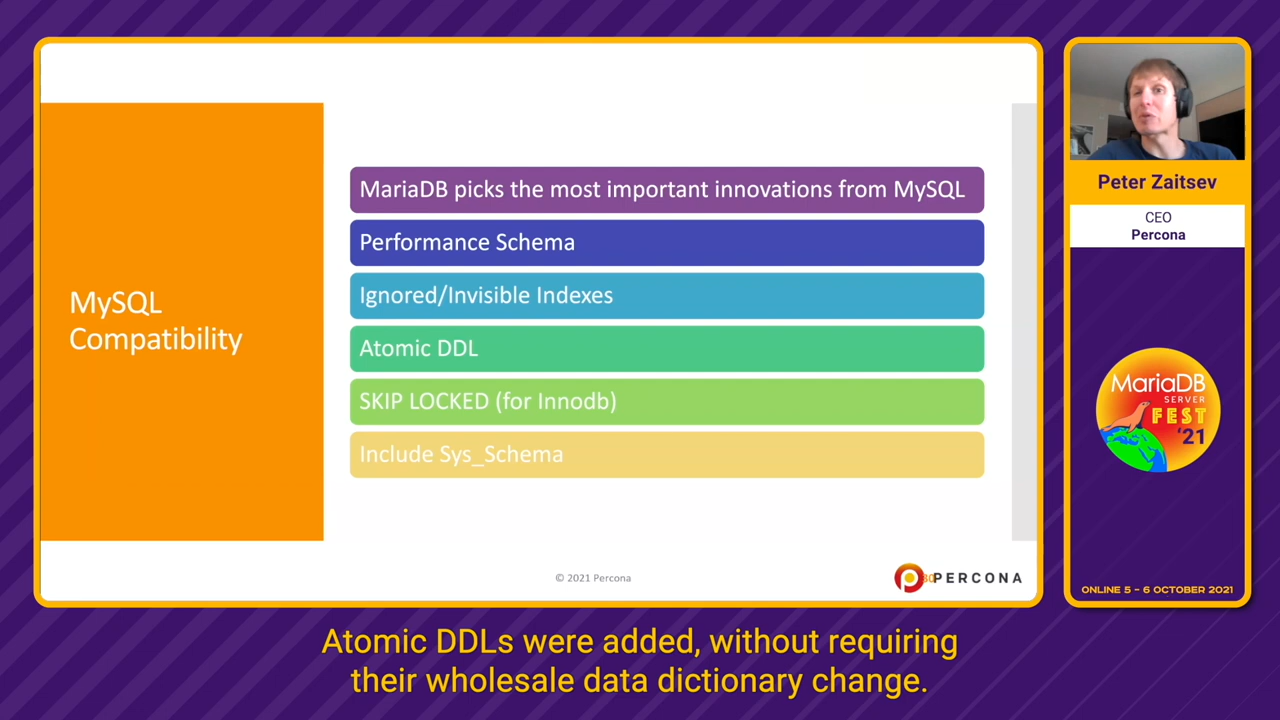 MySQL
Compatibility
MariaDB picks the most important innovations from MySQL
Performance Schema
Ignored/Invisible Indexes
Atomic DDL
SKIP LOCKED (for Innodb)
Include Sys_Schema
© 2021 Percona
PERCONA
Peter Zaitsev
CEO
Percona
MariaDB
SERVER
FEST
'21
ONLINE 5 – 6 OCTOBER 2021
Atomic DDLs were added, without requiring
their wholesale data dictionary change.